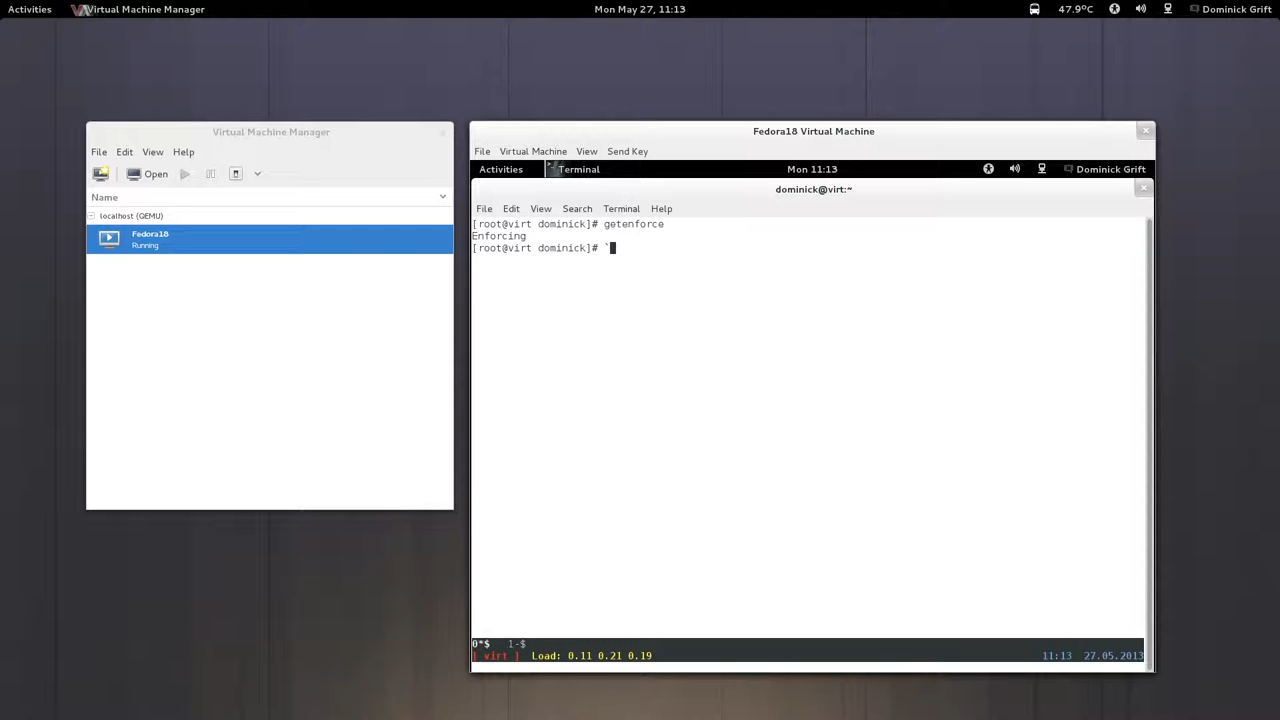 Activities Virtual Machine Manager Mon May 27, 11:13 47.9°C Dominick Grift
Virtual Machine Manager
File Edit View Help
Open
Name
localhost (QEMU)
Fedora18
Running
Fedora18 Virtual Machine
File Virtual Machine View Send Key
Activities Terminal Mon 11:13 Dominick Grift
dominick@virt:~
File Edit View Search Terminal Help
[root@virt dominick]# getenforce
Enforcing
[root@virt dominick]# `
0*$ 1-$
[ virt ] Load: 0.11 0.21 0.19 11:13 27.05.2013